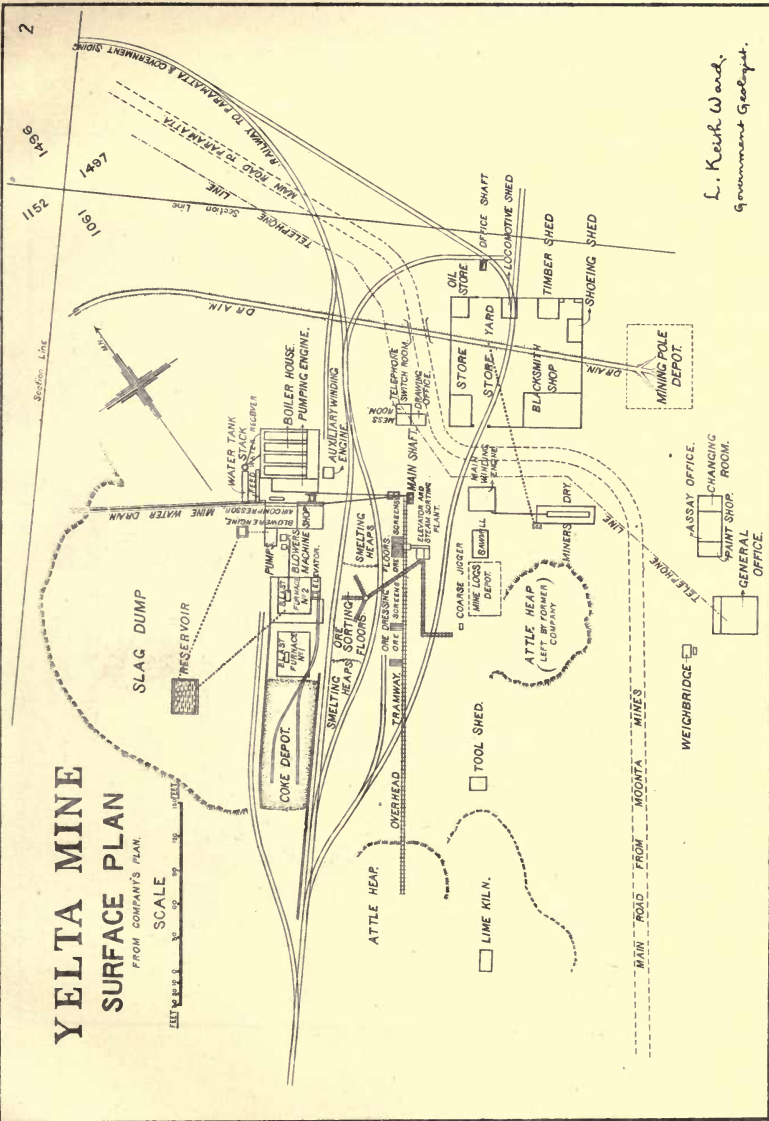 2
YELTA MINE
SURFACE PLAN
FROM COMPANY'S PLAN.
SCALE
FEET
FEET
Section Line
1496
1152
1497
1061
Section Line
MN
RAILWAY TO PARAMATTA & GOVERNMENT SIDING
MAIN ROAD TO PARAMATTA
TELEPHONE LINE
DRAIN
SLAG DUMP
RESERVOIR
WATER TANK
STACK
BOILER HOUSE.
PUMPING ENGINE.
MINE WATER DRAIN
AIR COMPRESSOR
BLOWER ENGINE
PUMPS
BLOWERS
MACHINE SHOP
AUXILIARY WINDING
ENGINE.
BLAST
FURNACE
Nº2
BLAST
FURNACE
Nº1
ELEVATOR.
COKE DEPOT.
SMELTING
HEAPS
SMELTING
HEAPS
ORE
SORTING
FLOORS
ORE DRESSING FLOORS.
ORE SCREENS
ORE SCREENS
OVERHEAD TRAMWAY.
MAIN SHAFT
ELEVATOR AND
STEAM SORTING
PLANT.
MESS
ROOM.
TELEPHONE
SWITCH ROOM.
DRAWING
OFFICE.
OIL
STORE
OFFICE SHAFT
LOCOMOTIVE SHED
STORE
STORE-YARD
TIMBER SHED
BLACKSMITH
SHOP
SHOEING SHED
DRAIN
MINING POLE
DEPOT.
MAIN
WINDING
ENGINE
COARSE JIGGER
SAWMILL
MINE LOGS
DEPOT
MINERS DRY.
ATTLE HEAP
(LEFT BY FORMER
COMPANY)
ATTLE HEAP.
TOOL SHED.
LIME KILN.
TELEPHONE LINE
MAIN ROAD FROM MOONTA MINES
WEIGHBRIDGE
ASSAY OFFICE.
CHANGING
ROOM.
PAINT SHOP.
GENERAL
OFFICE.
L. Keith Ward.
Government Geologist.